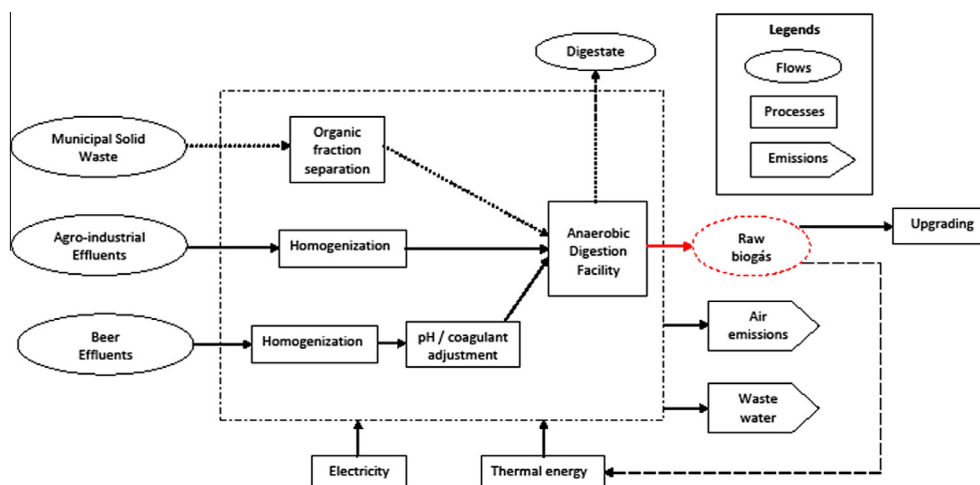 Legends
Flows
Processes
Emissions
Digestate
Municipal Solid
Waste
Organic
fraction
separation
Agro-industrial
Effluents
Homogenization
Anaerobic
Digestion
Facility
Raw
biogás
Upgrading
Beer
Effluents
Homogenization
pH / coagulant
adjustment
Air
emissions
Waste
water
Electricity
Thermal energy